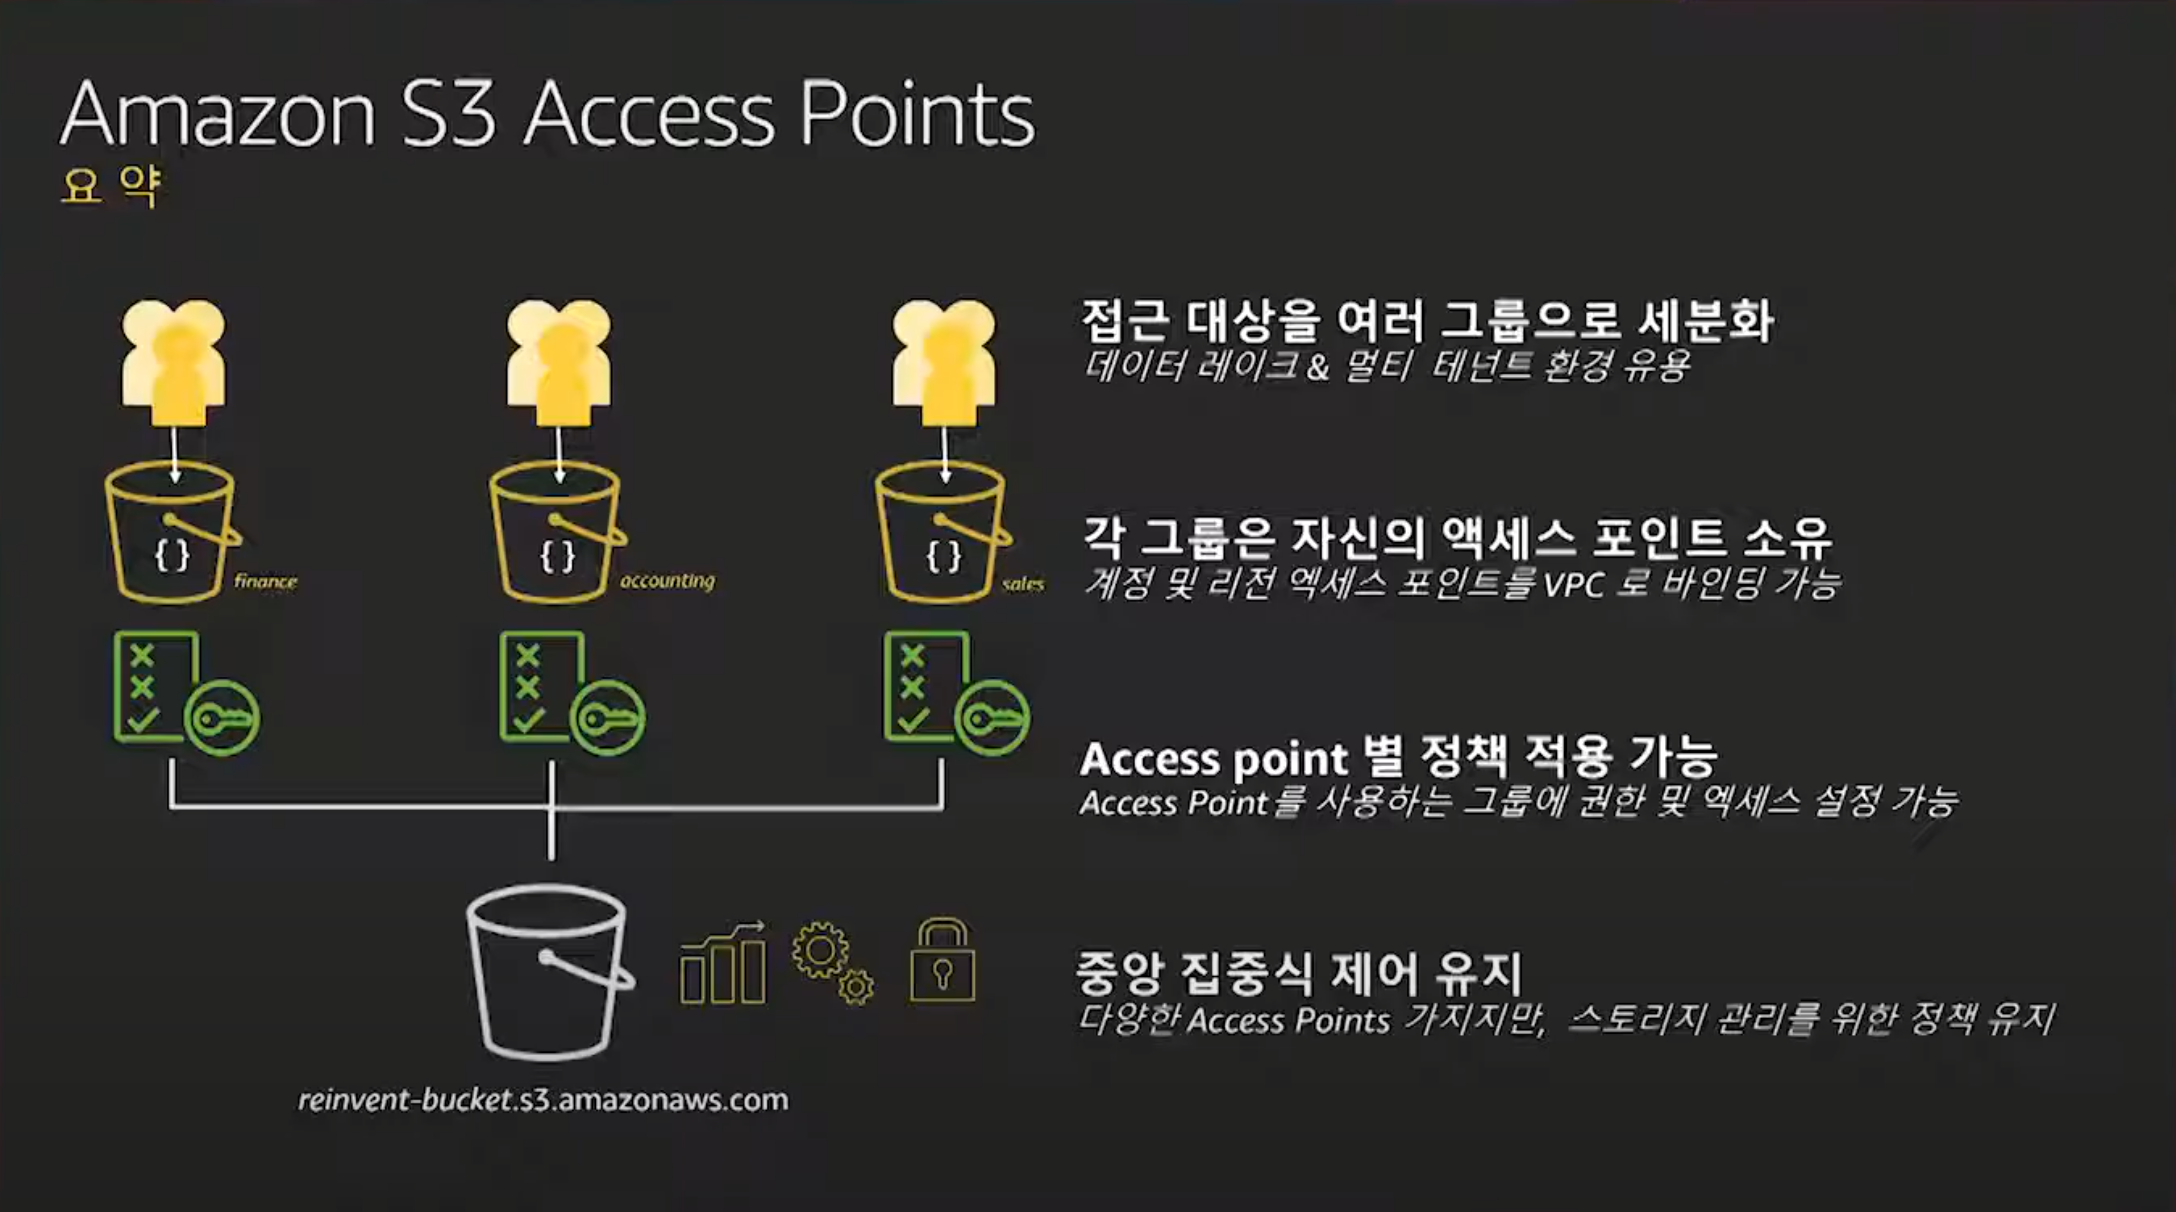 Amazon S3 Access Points
요 약
접근 대상을 여러 그룹으로 세분화
데이터 레이크 & 멀티 테넌트 환경 유용
{ }
finance
{ }
accounting
{ }
sales
각 그룹은 자신의 액세스 포인트 소유
계정 및 리전 엑세스 포인트를 VPC 로 바인딩 가능
Access point 별 정책 적용 가능
Access Point를 사용하는 그룹에 권한 및 엑세스 설정 가능
중앙 집중식 제어 유지
다양한 Access Points 가지지만, 스토리지 관리를 위한 정책 유지
reinvent-bucket.s3.amazonaws.com